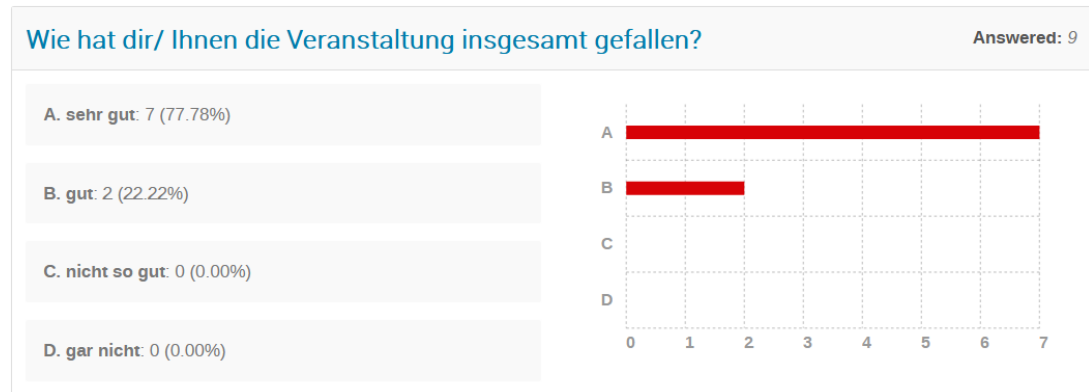 Wie hat dir/ Ihnen die Veranstaltung insgesamt gefallen?
Answered: 9
A. sehr gut: 7 (77.78%)
B. gut: 2 (22.22%)
C. nicht so gut: 0 (0.00%)
D. gar nicht: 0 (0.00%)
A
B
C
D
0 1 2 3 4 5 6 7